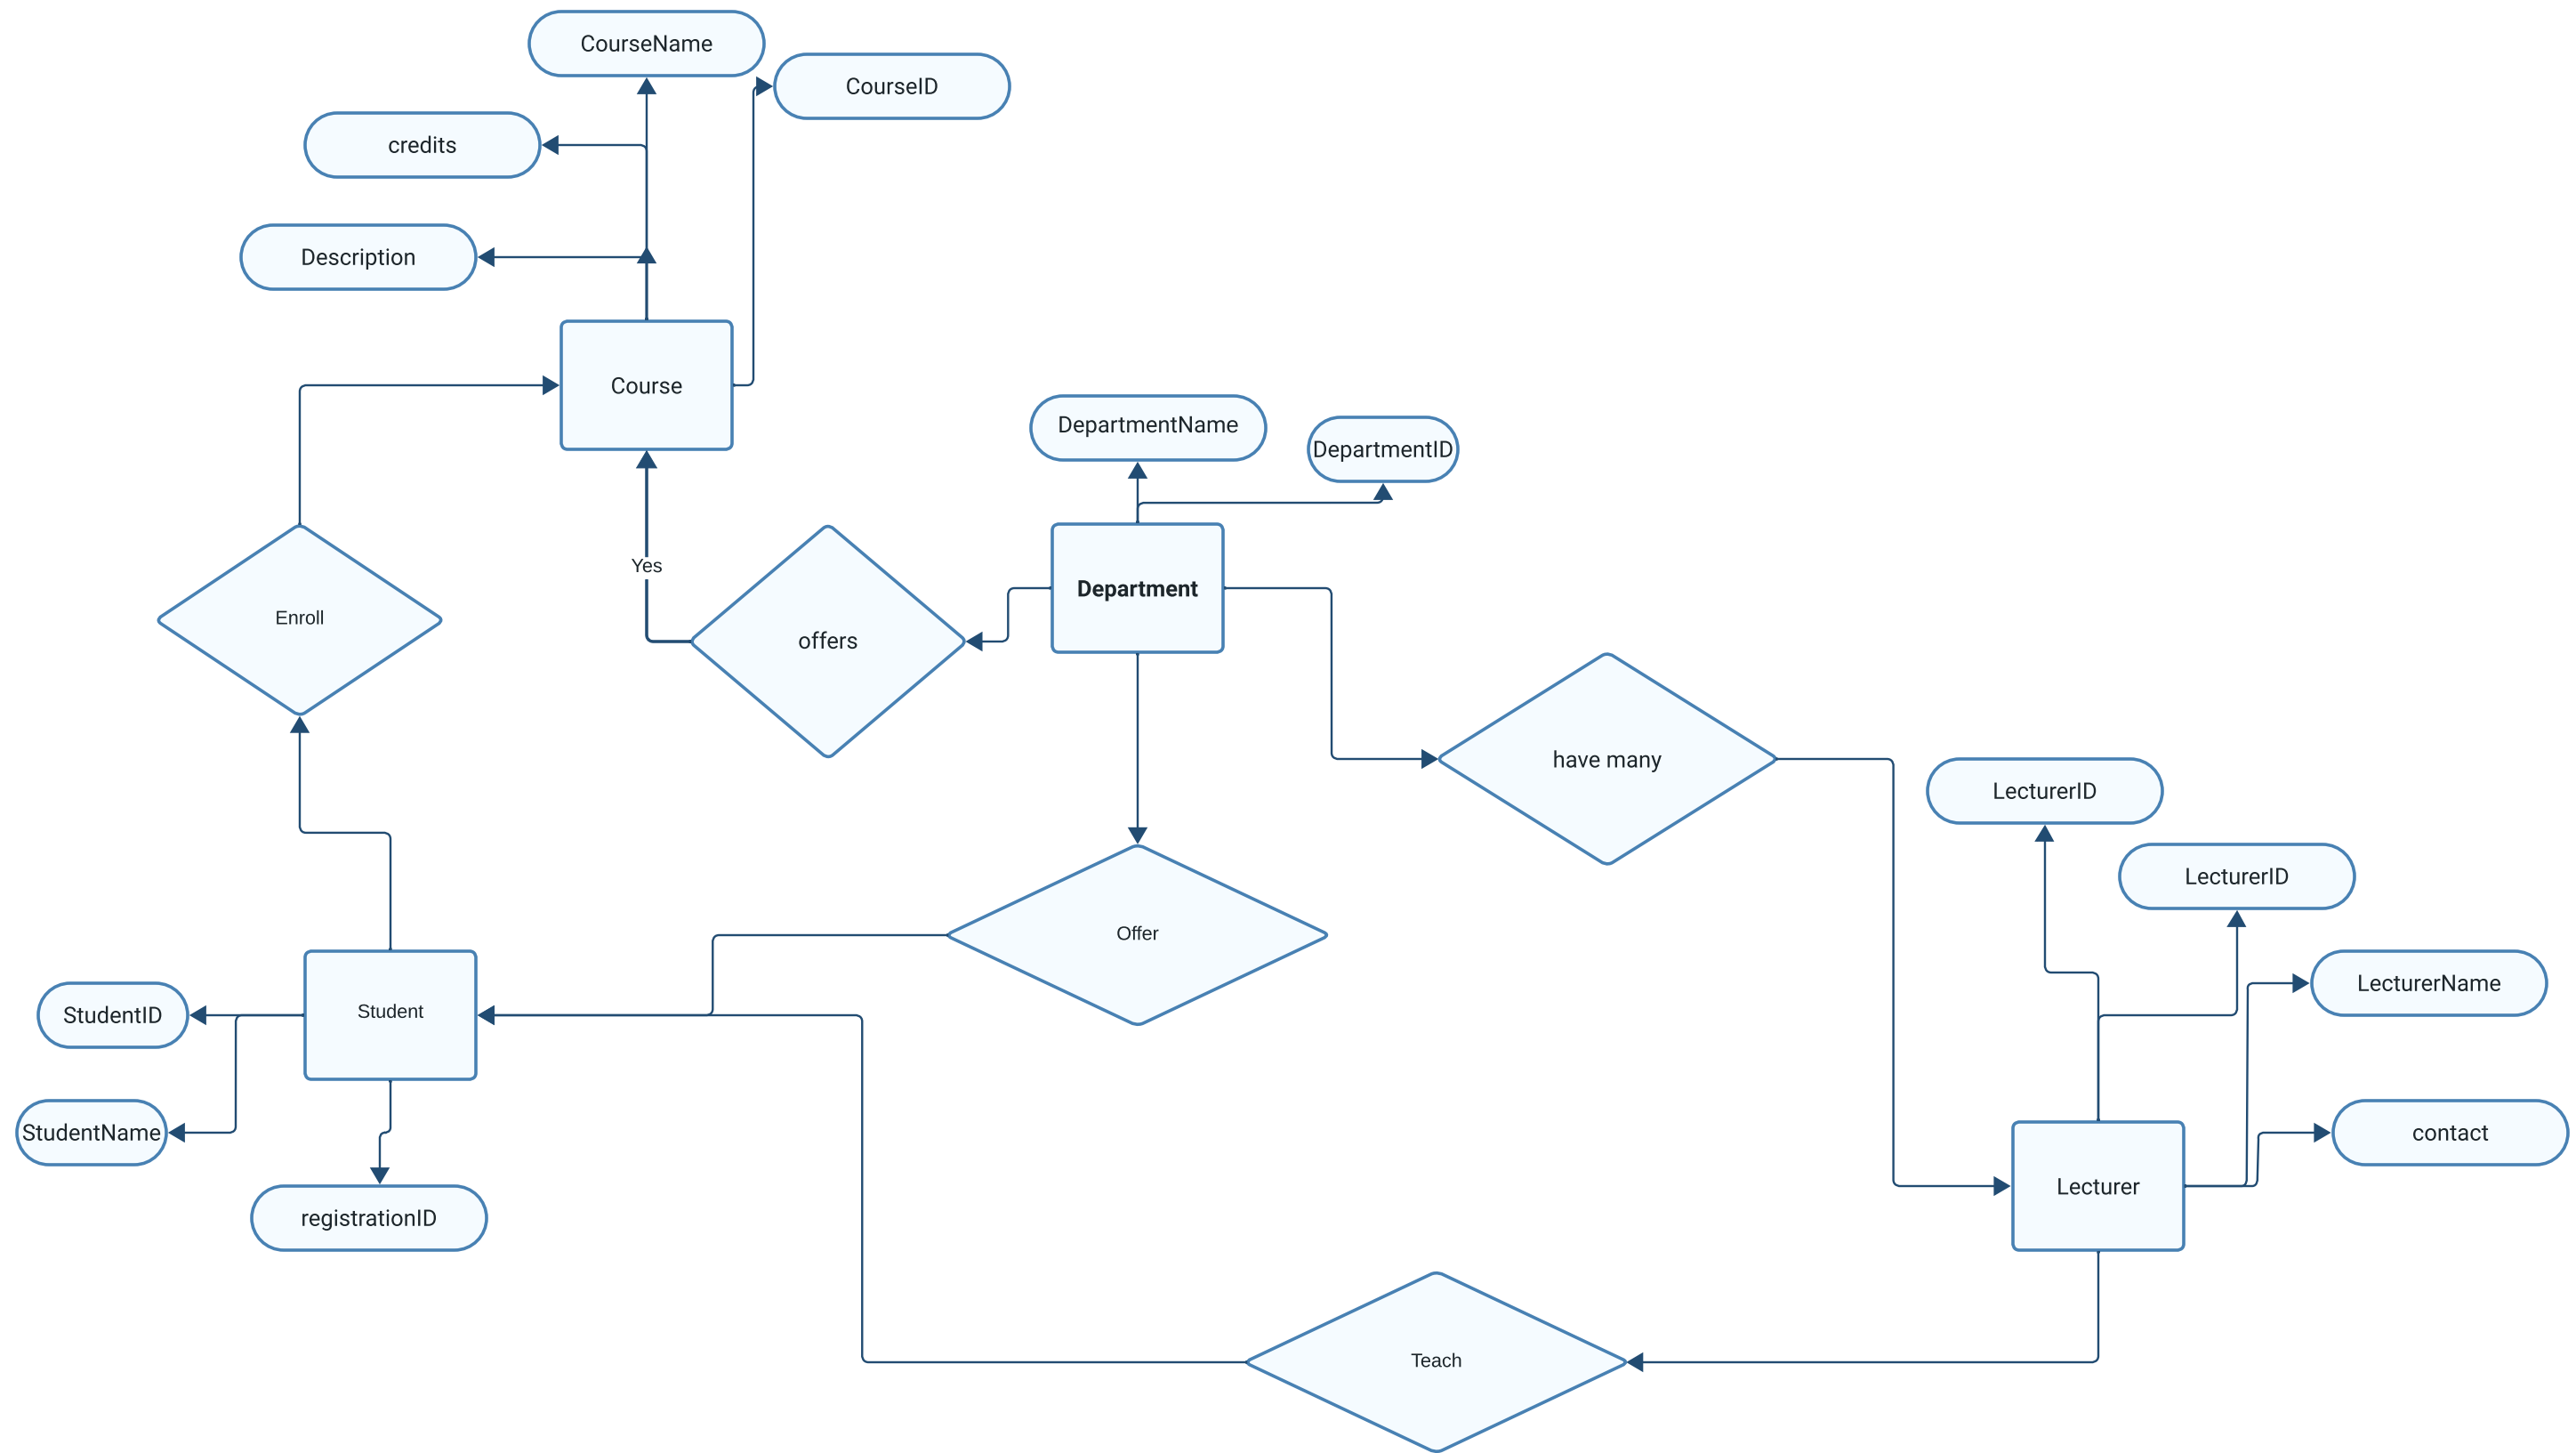 CourseName
CourseID
credits
Description
Course
DepartmentName
DepartmentID
Yes
Department
Enroll
offers
have many
LecturerID
LecturerID
Offer
LecturerName
Student
StudentID
StudentName
contact
Lecturer
registrationID
Teach